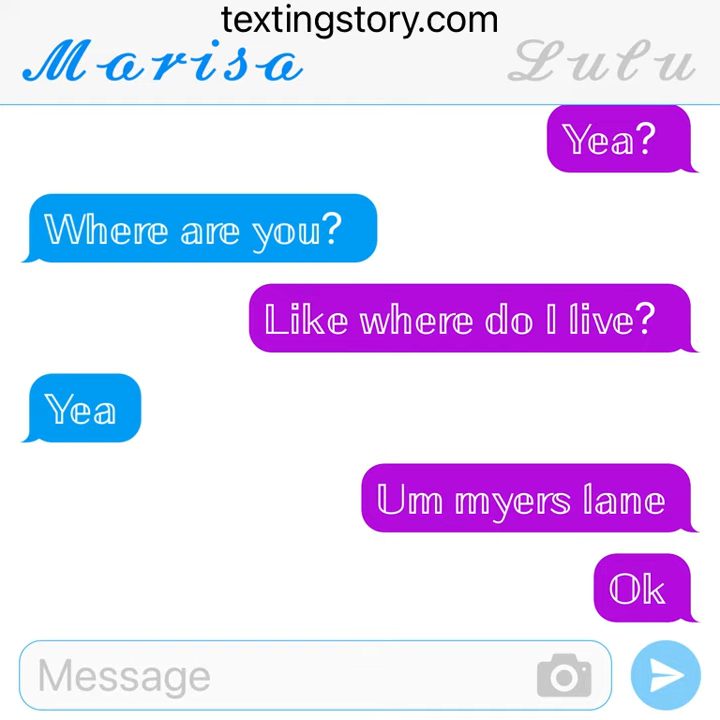 textingstory.com
Marisa Lulu
Yea?
Where are you?
Like where do I live?
Yea
Um myers lane
Ok
Message